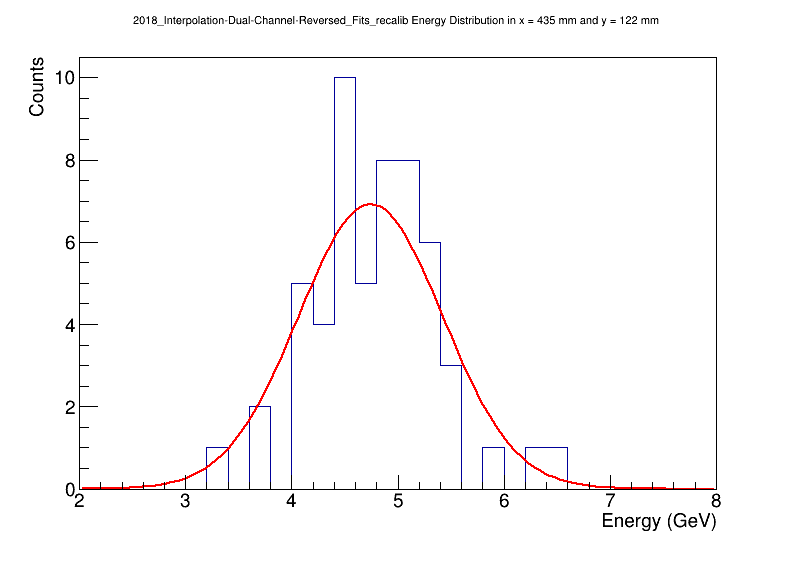 2018_Interpolation-Dual-Channel-Reversed_Fits_recalib Energy Distribution in x = 435 mm and y = 122 mm
Counts
10
8
6
4
2
0
2 3 4 5 6 7 8
Energy (GeV)